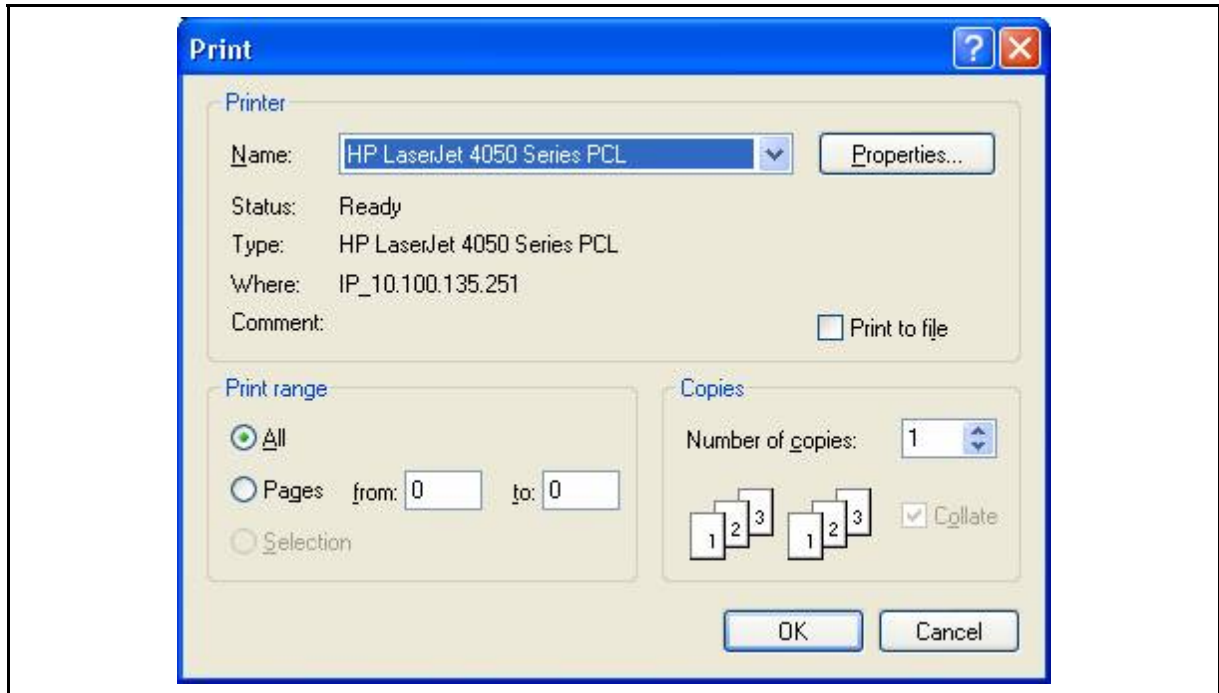 Print
Printer
Name: HP LaserJet 4050 Series PCL Properties...
Status: Ready
Type: HP LaserJet 4050 Series PCL
Where: IP_10.100.135.251
Comment:
Print to file
Print range
All
Pages from: 0 to: 0
Selection
Copies
Number of copies: 1
1 2 3 1 2 3
Collate
OK Cancel